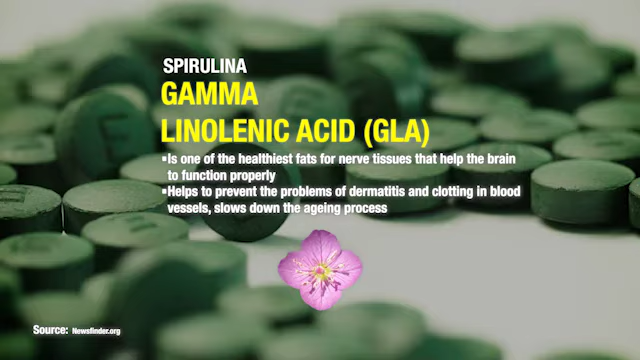 SPIRULINA
GAMMA
LINOLENIC ACID (GLA)
▪Is one of the healthiest fats for nerve tissues that help the brain
to function properly
▪Helps to prevent the problems of dermatitis and clotting in blood
vessels, slows down the ageing process
E
Source: Newsfinder.org